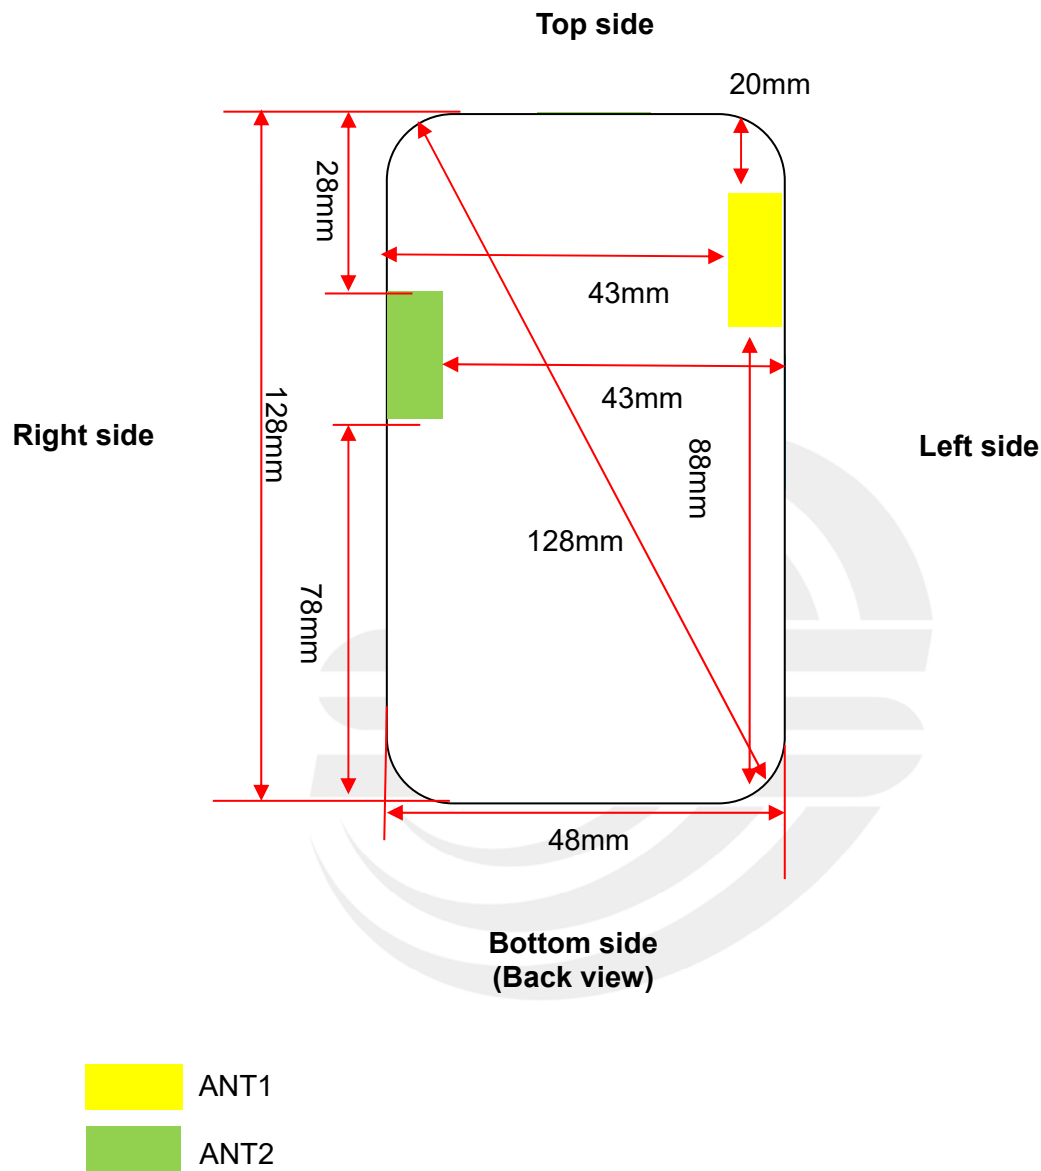 Top side
20mm
28mm
43mm
128mm
43mm
Right side
Left side
88mm
128mm
78mm
48mm
Bottom side
(Back view)
ANT1
ANT2